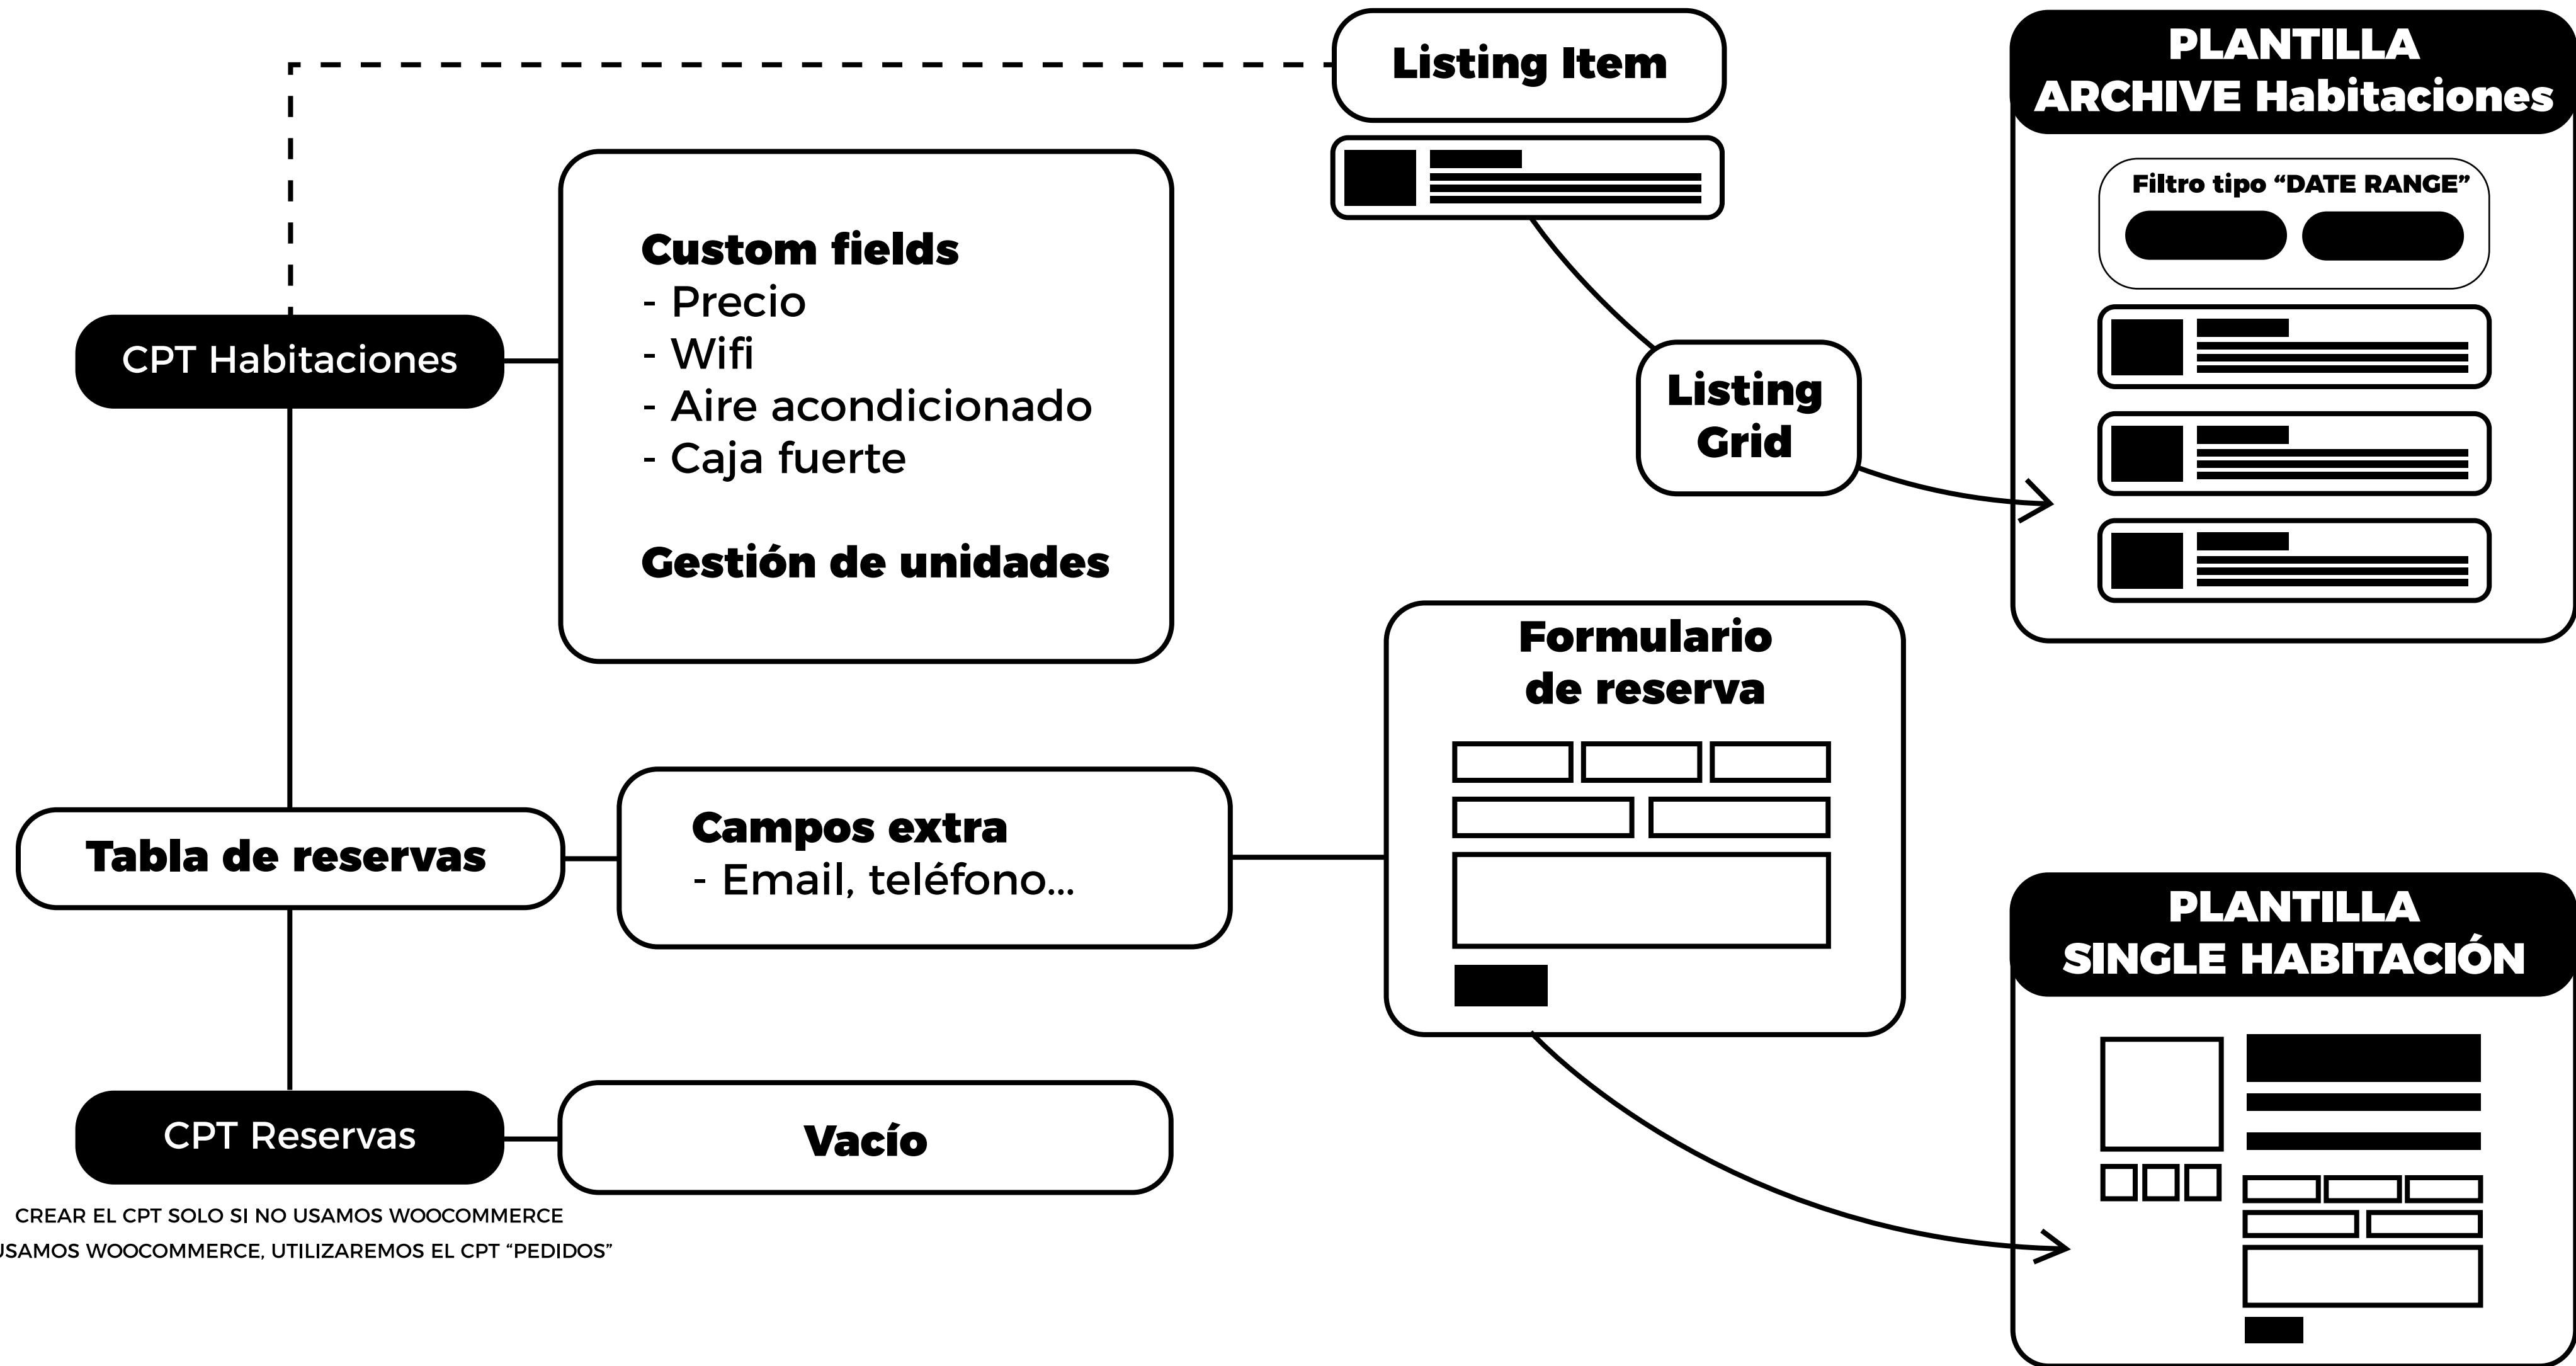 Listing Item
PLANTILLA
ARCHIVE Habitaciones
Filtro tipo “DATE RANGE”
Custom fields
- Precio
- Wifi
- Aire acondicionado
- Caja fuerte
Gestión de unidades
CPT Habitaciones
Listing
Grid
Formulario
de reserva
Tabla de reservas
Campos extra
- Email, teléfono...
PLANTILLA
SINGLE HABITACIÓN
CPT Reservas
Vacío
CREAR EL CPT SOLO SI NO USAMOS WOOCOMMERCE
USAMOS WOOCOMMERCE, UTILIZAREMOS EL CPT “PEDIDOS”